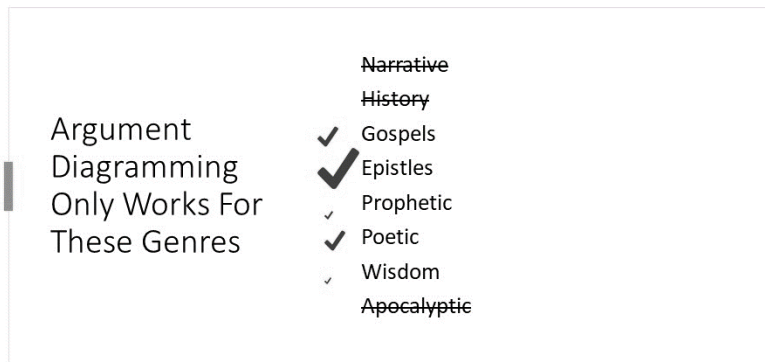 Argument
Diagramming
Only Works For
These Genres
Narrative
History
Gospels
Epistles
Prophetic
Poetic
Wisdom
Apocalyptic